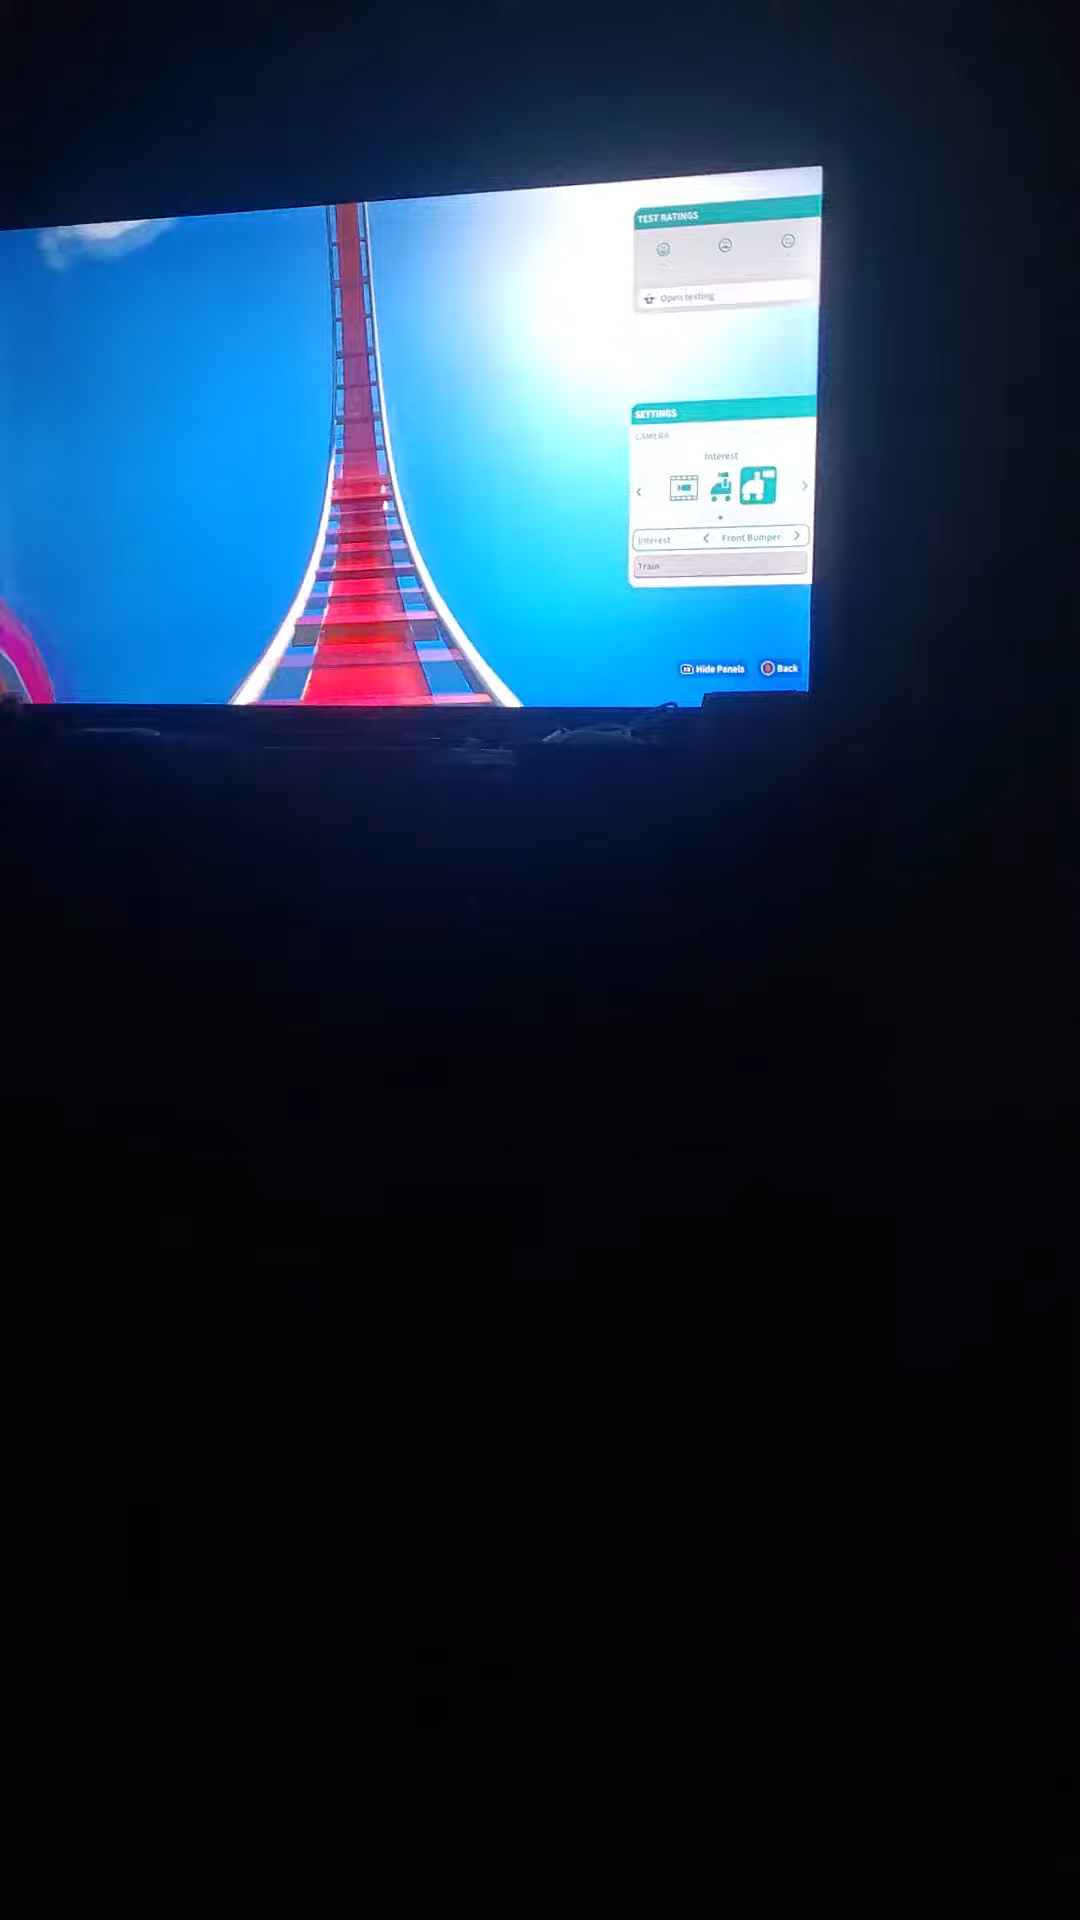 TEST RATINGS
Open testing
SETTINGS
CAMERA
Interest
Interest Front Bumper
Train
Hide Panels Back